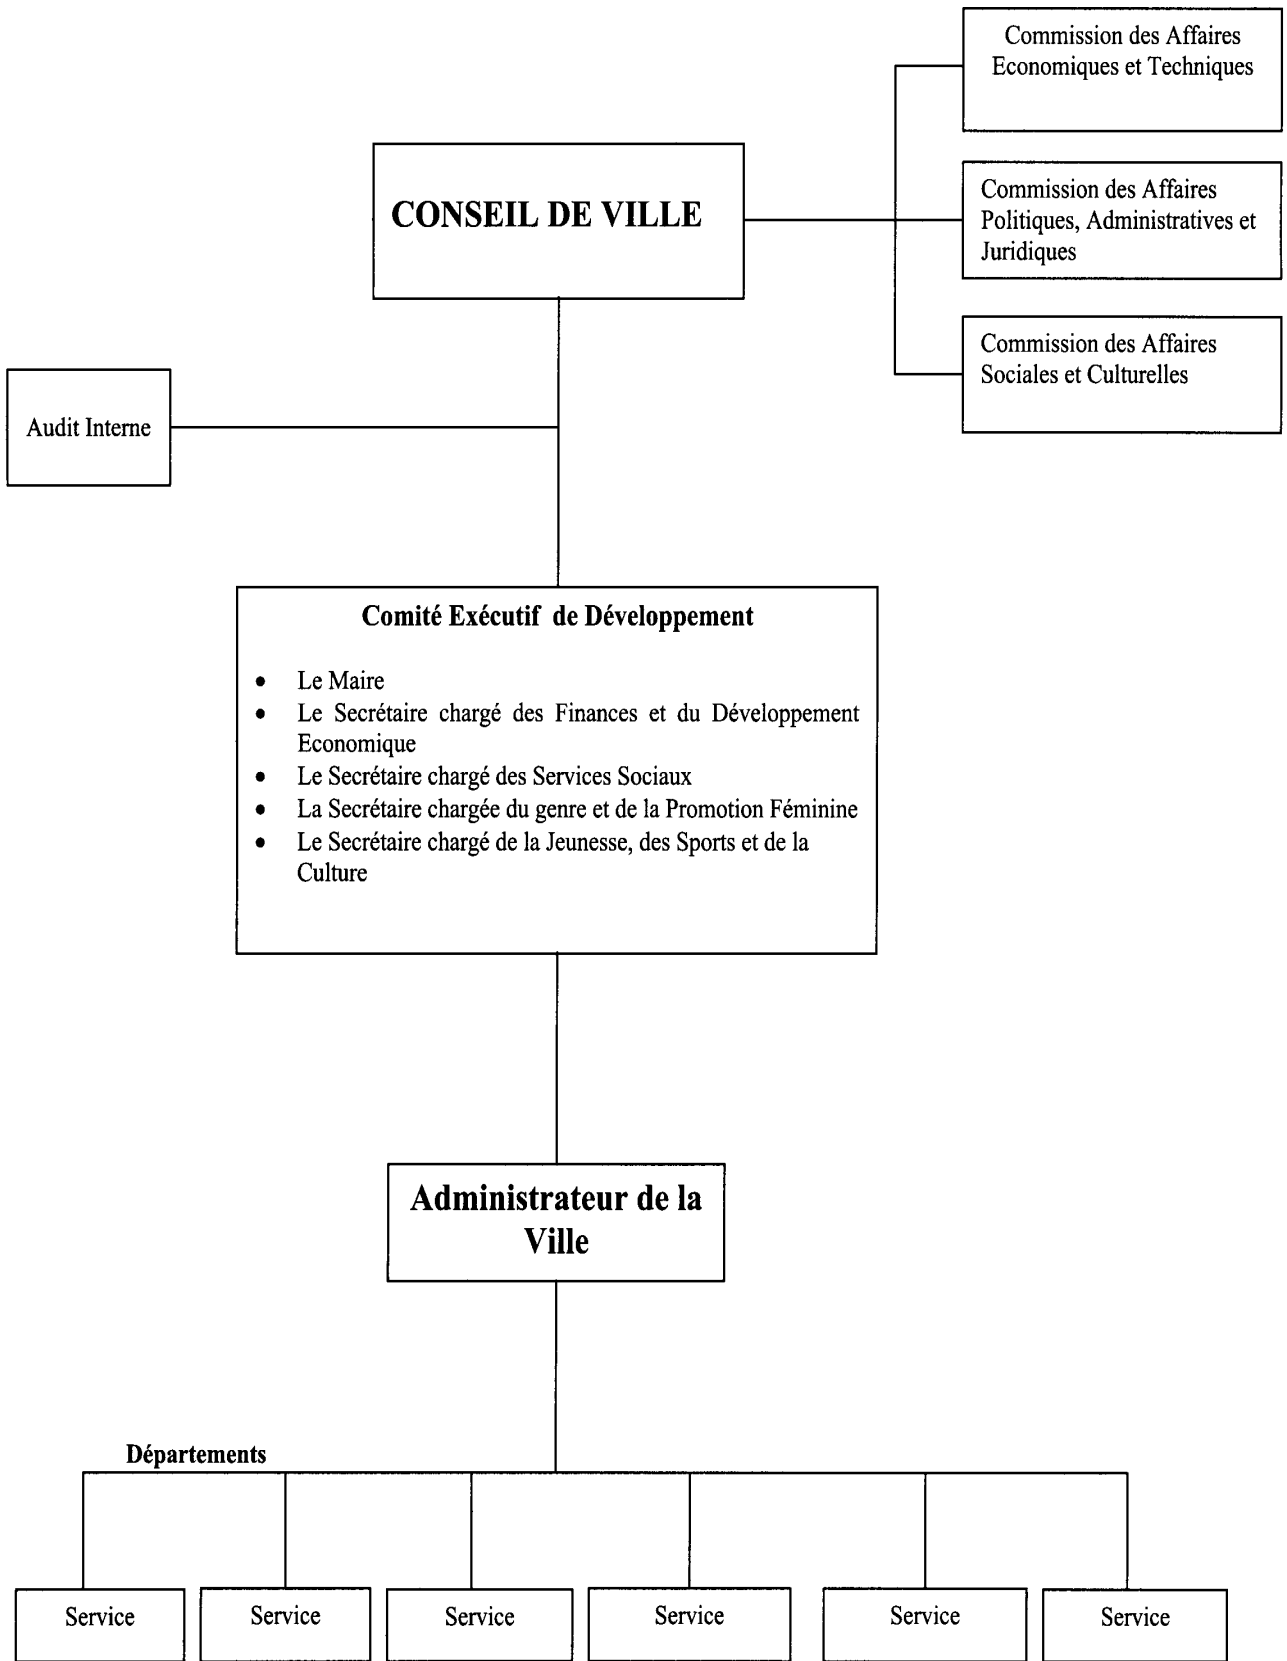 Commission des Affaires
Economiques et Techniques
CONSEIL DE VILLE
Commission des Affaires
Politiques, Administratives et
Juridiques
Commission des Affaires
Sociales et Culturelles
Audit Interne
Comité Exécutif de Développement
• Le Maire
• Le Secrétaire chargé des Finances et du Développement
Economique
• Le Secrétaire chargé des Services Sociaux
• La Secrétaire chargée du genre et de la Promotion Féminine
• Le Secrétaire chargé de la Jeunesse, des Sports et de la
Culture
Administrateur de la
Ville
Départements
Service
Service
Service
Service
Service
Service